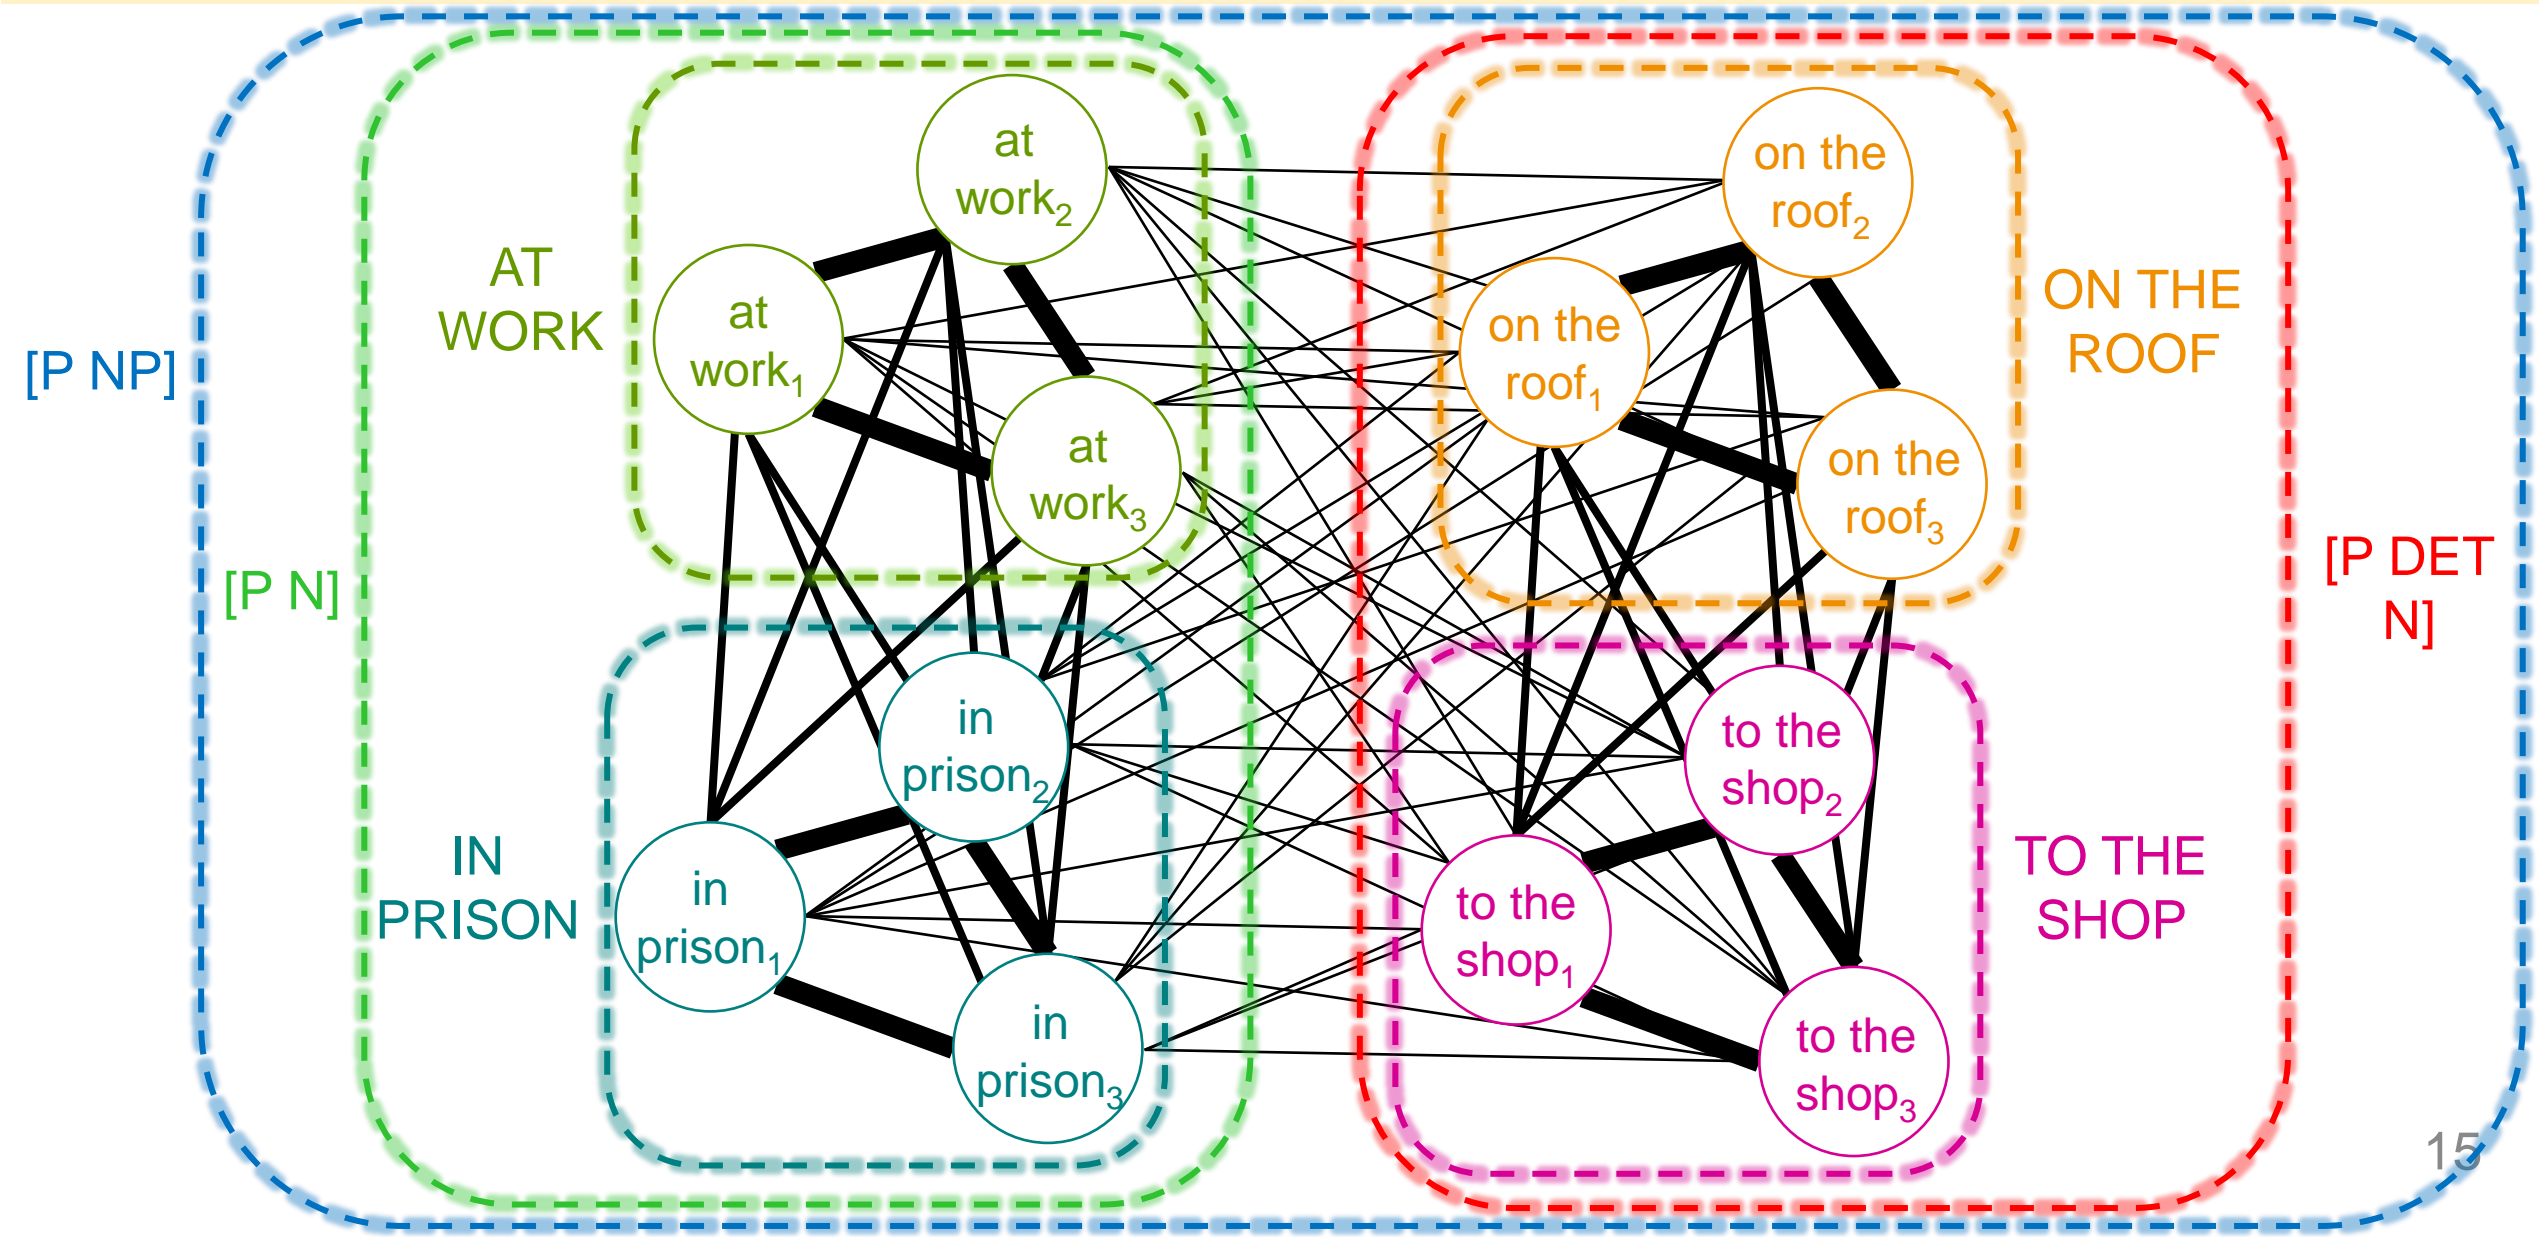 [P NP]
[P N]
AT
WORK
at
work₁
at
work₂
at
work₃
IN
PRISON
in
prison₁
in
prison₂
in
prison₃
on the
roof₁
on the
roof₂
on the
roof₃
ON THE
ROOF
to the
shop₁
to the
shop₂
to the
shop₃
TO THE
SHOP
[P DET
N]
15